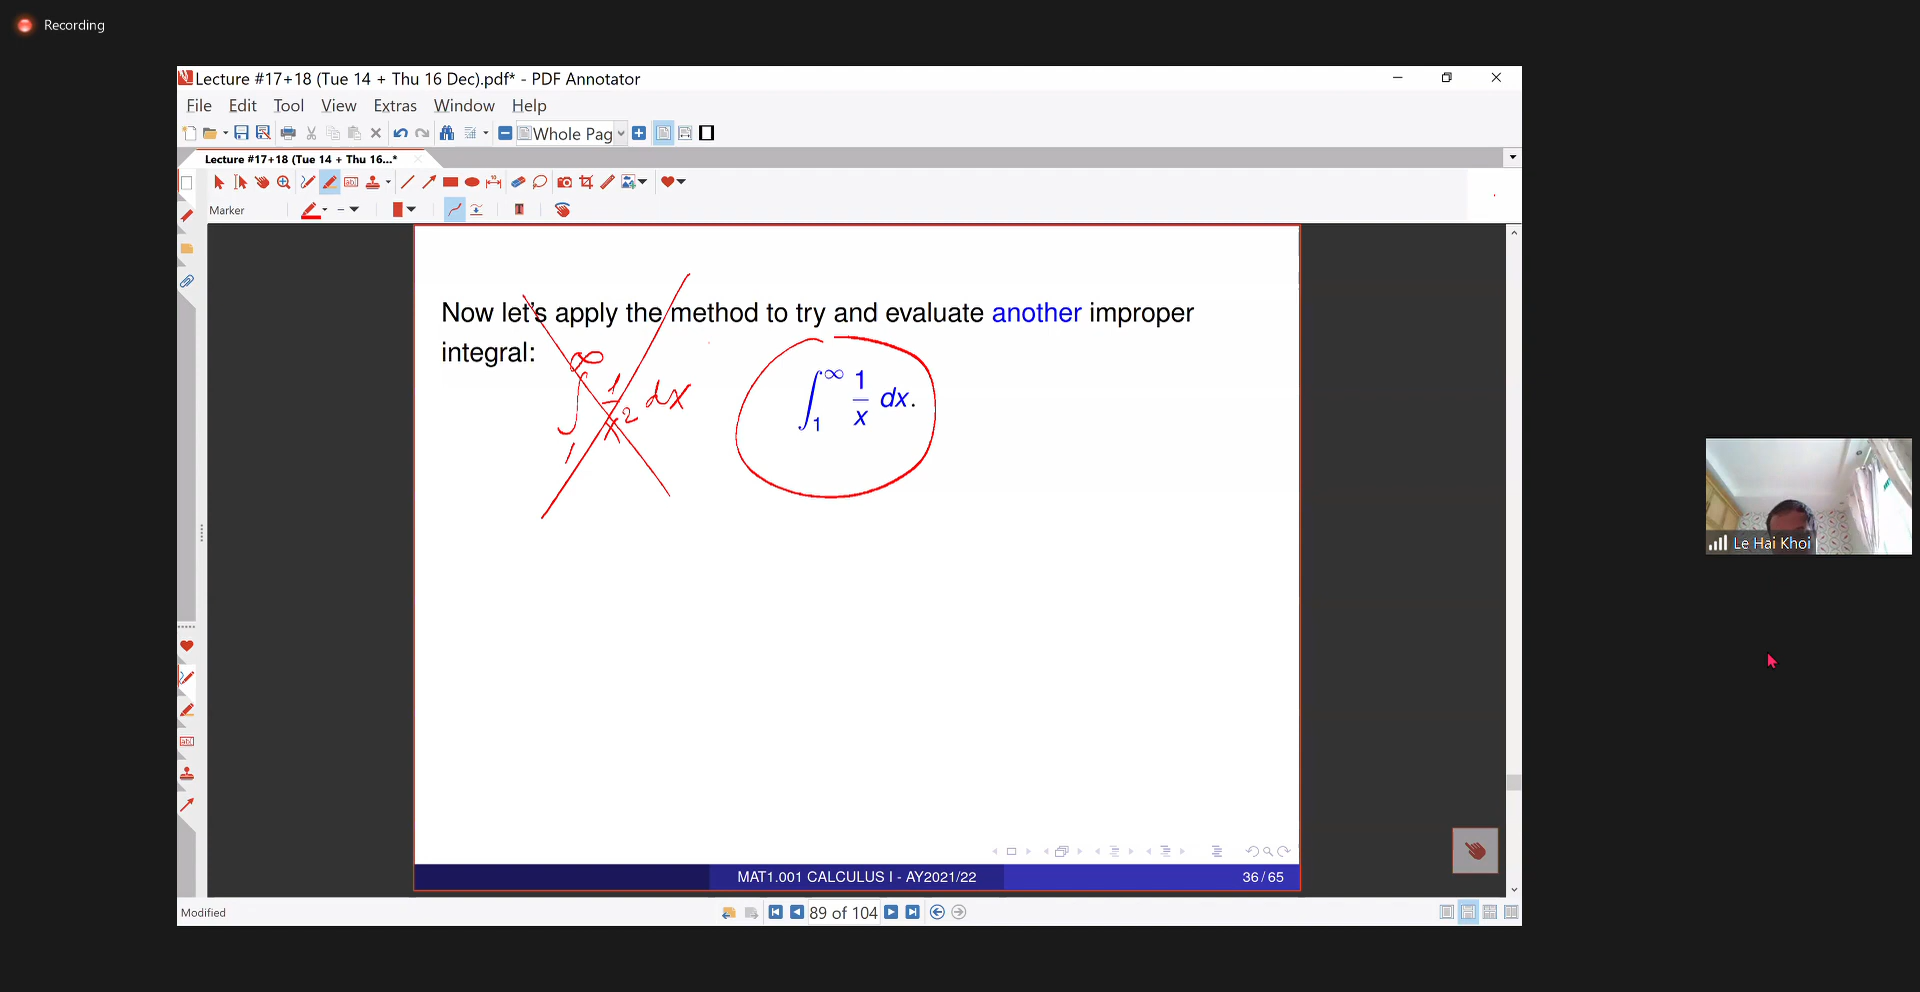 Recording
Lecture #17+18 (Tue 14 + Thu 16 Dec).pdf* - PDF Annotator
File Edit Tool View Extras Window Help
Whole Pag
Lecture #17+18 (Tue 14 + Thu 16...*
Marker
Now let's apply the method to try and evaluate another improper
integral:
∫₁^∞ 1/x² dx
∫₁^∞ 1/x dx.
Le Hai Khoi
MAT1.001 CALCULUS I - AY2021/22
36 / 65
Modified
89 of 104